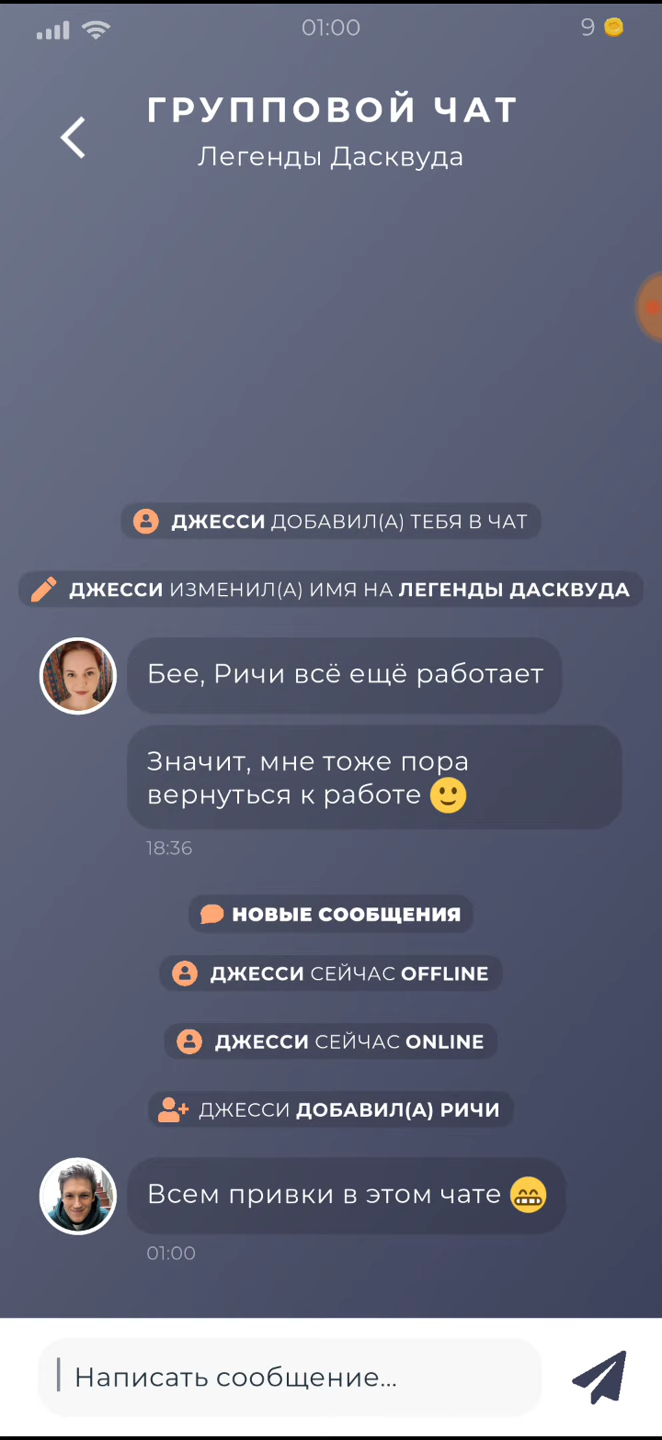 01:00
9
ГРУППОВОЙ ЧАТ
Легенды Дасквуда
ДЖЕССИ ДОБАВИЛ(А) ТЕБЯ В ЧАТ
ДЖЕССИ ИЗМЕНИЛ(А) ИМЯ НА ЛЕГЕНДЫ ДАСКВУДА
Бее, Ричи всё ещё работает
Значит, мне тоже пора
вернуться к работе 🙂
18:36
НОВЫЕ СООБЩЕНИЯ
ДЖЕССИ СЕЙЧАС OFFLINE
ДЖЕССИ СЕЙЧАС ONLINE
ДЖЕССИ ДОБАВИЛ(А) РИЧИ
Всем привки в этом чате 😁
01:00
Написать сообщение...